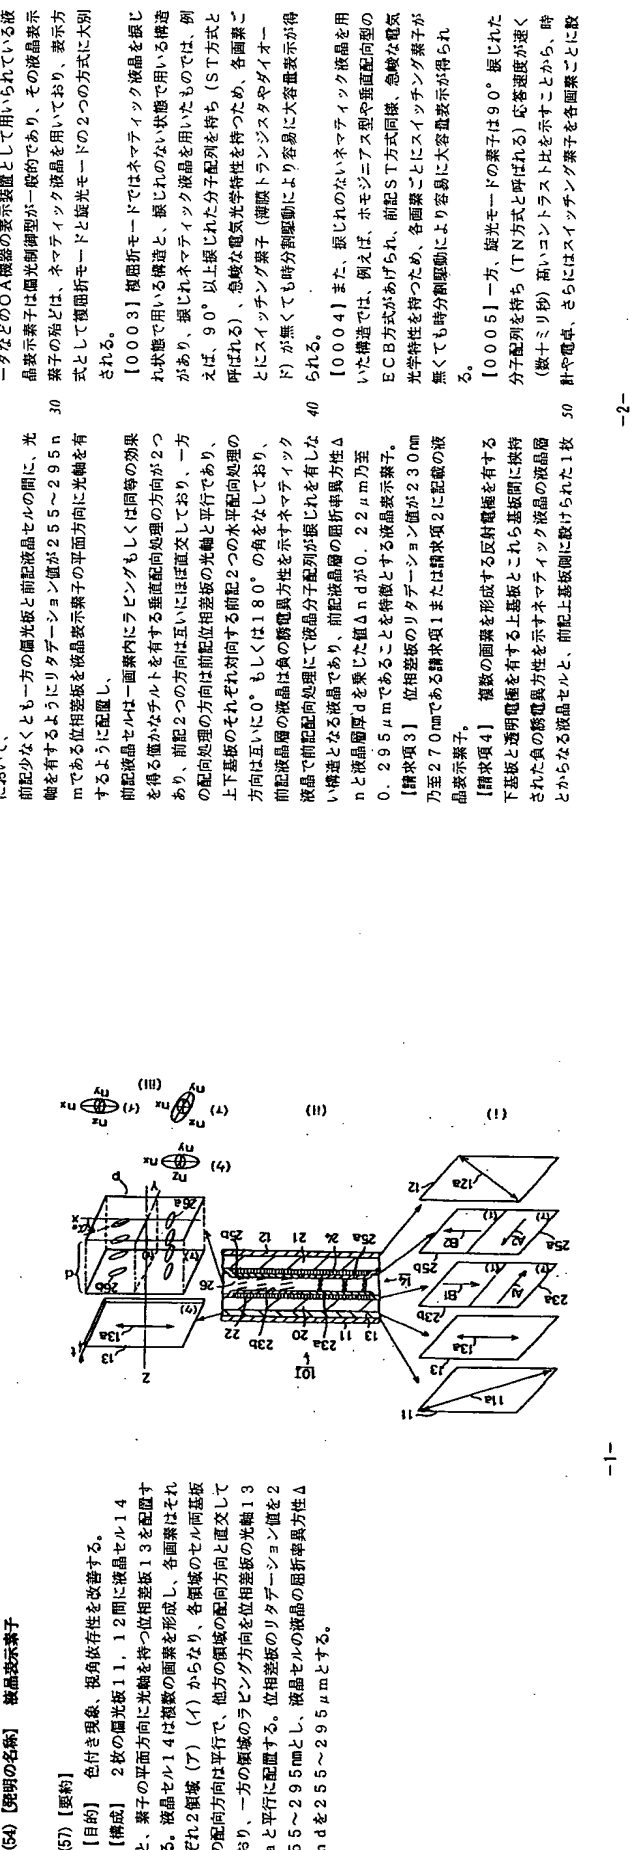 (54)【発明の名称】 液晶表示素子
(57)【要約】
【目的】 色付き現象、視角依存性を改善する。
【構成】 2枚の偏光板11,12間に液晶セル14
と、素子の平面方向に光軸を持つ位相差板13を配置す
る。液晶セル14は複数の画素を形成し、各画素はそれ
ぞれ2領域(ア)(イ)からなり、各領域のセル両基板
の配向方向は平行で、他方の領域の配向方向と直交して
おり、一方の領域のラビング方向を位相差板の光軸13
aと平行に配置する。位相差板のリタデーション値を2
55~295nmとし、液晶セルの液晶の屈折率異方性Δ
ndを255~295μmとする。
11
11a
13
13a
23b
B1
A1
23a
(イ)
(ア)
25b
B2
A2
25a
(イ)
(ア)
12
12a
(i)
101
13
11
20
22
23a
23b
14
26
25b
12
21
24
25a
(ii)
t
13
13a
(ウ)
Z
26b
26a
d
(ウ)
nx
nz
ny
(イ)
nx
nz
ny
(ア)
nx
ny
(iii)
-1-
において、
前記少なくとも一方の偏光板と前記液晶セルの間に、光
軸を有するようにリタデーション値が255~295n
mである位相差板を液晶表示素子の平面方向に光軸を有
するように配置し、
前記液晶セルは一画素内にラビングもしくは同等の効果
を得る僅かなチルトを有する垂直配向処理の方向が2つ
あり、前記2つの方向は互いにほぼ直交しており、一方
の配向処理の方向は前記位相差板の光軸と平行であり、
上下基板のそれぞれ対向する前記2つの水平配向処理の
方向は互いに0°もしくは180°の角をなしており、
前記液晶層の液晶は負の誘電異方性を示すネマティック
液晶で前記配向処理にて液晶分子配列が捩じれを有しな
い構造となる液晶であり、前記液晶層の屈折率異方性Δ
nと液晶層厚dを乗じた値Δndが0.22μm乃至
0.295μmであることを特徴とする液晶表示素子。
【請求項3】 位相差板のリタデーション値が230nm
乃至270nmである請求項1または請求項2に記載の液
晶表示素子。
【請求項4】 複数の画素を形成する反射電極を有する
下基板と透明電極を有する上基板とこれら基板間に挟持
された負の誘電異方性を示すネマティック液晶の液晶層
とからなる液晶セルと、前記上基板側に設けられた1枚
30
40
50
ータなどのOA機器の表示装置として用いられている液
晶表示素子は偏光制御型が一般的であり、その液晶表示
素子の殆どは、ネマティック液晶を用いており、表示方
式として複屈折モードと旋光モードの2つの方式に大別
される。
【0003】複屈折モードではネマティック液晶を捩じ
れ状態で用いる構造と、捩じれのない状態で用いる構造
があり、捩じれネマティック液晶を用いたものでは、例
えば、90°以上捩じれた分子配列を持ち(ST方式と
呼ばれる)、急峻な電気光学特性を持つため、各画素ご
とにスイッチング素子(薄膜トランジスタやダイオー
ド)が無くても時分割駆動により容易に大容量表示が得
られる。
【0004】また、捩じれのないネマティック液晶を用
いた構造では、例えば、ホモジニアス型や垂直配向型の
ECB方式があげられ、前記ST方式同様、急峻な電気
光学特性を持つため、各画素ごとにスイッチング素子が
無くても時分割駆動により容易に大容量表示が得られ
る。
【0005】一方、旋光モードの素子は90°捩じれた
分子配列を持ち(TN方式と呼ばれる)応答速度が速く
(数十ミリ秒)高いコントラスト比を示すことから、時
計や電卓、さらにはスイッチング素子を各画素ごとに設
-2-